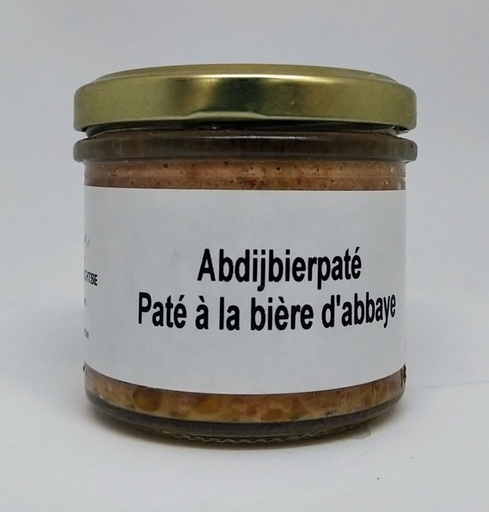 Abdijbierpaté
Paté à la bière d'abbaye